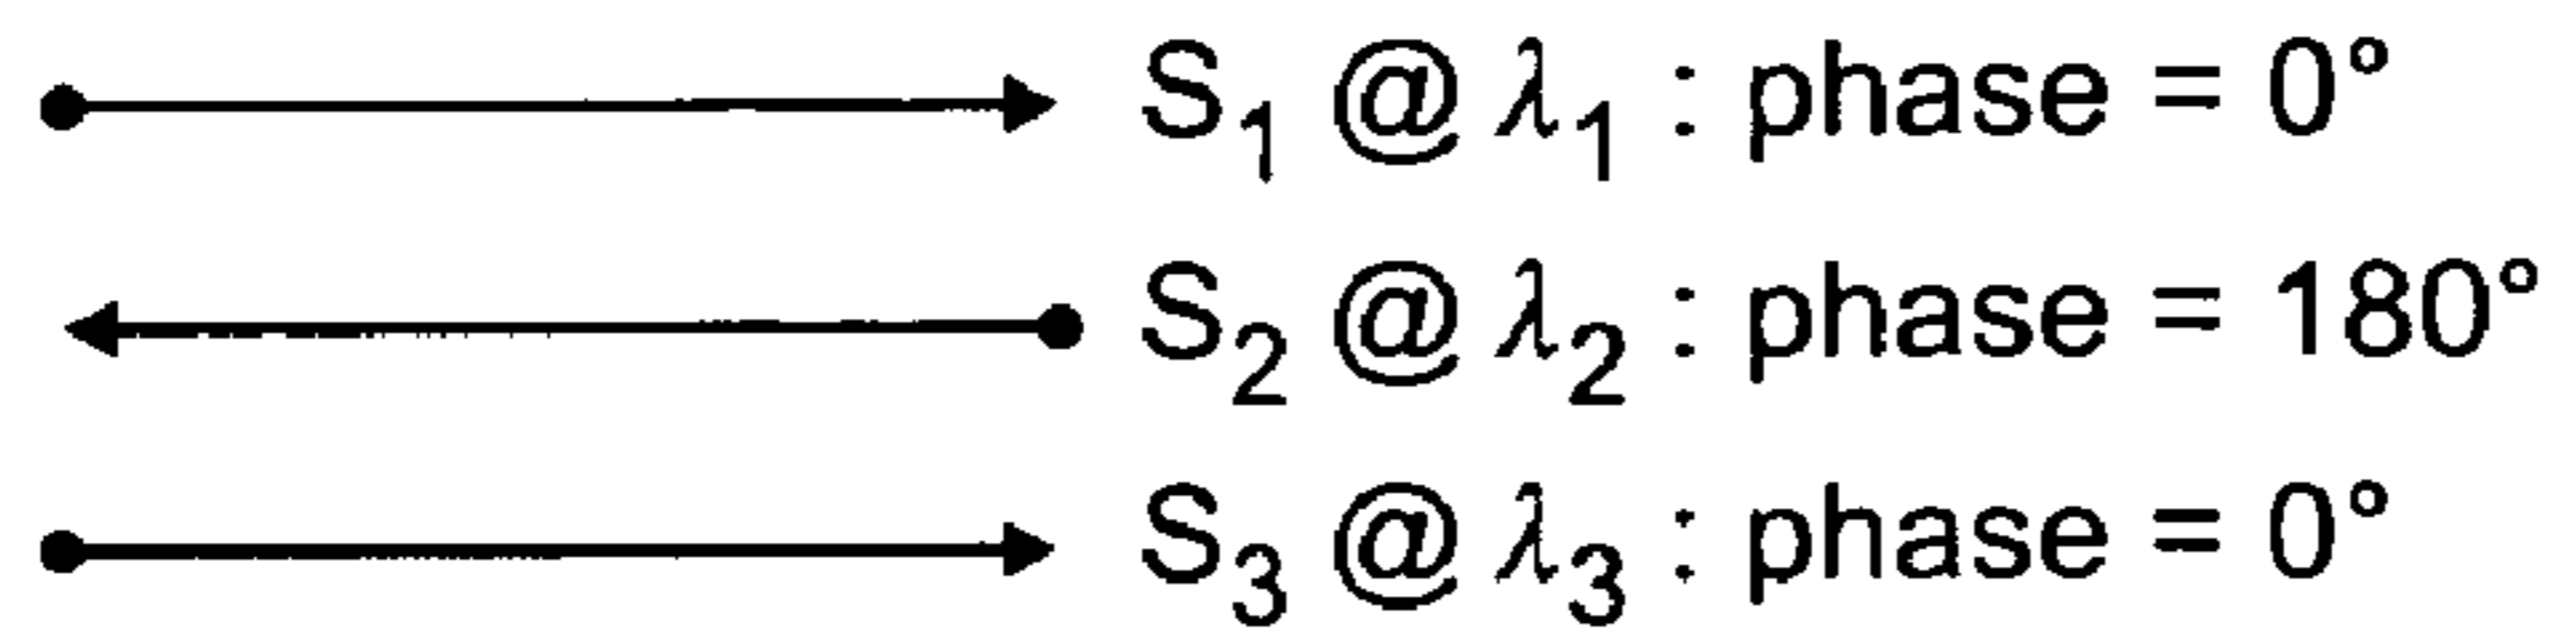 S₁ @ λ₁ : phase = 0°
S₂ @ λ₂ : phase = 180°
S₃ @ λ₃ : phase = 0°